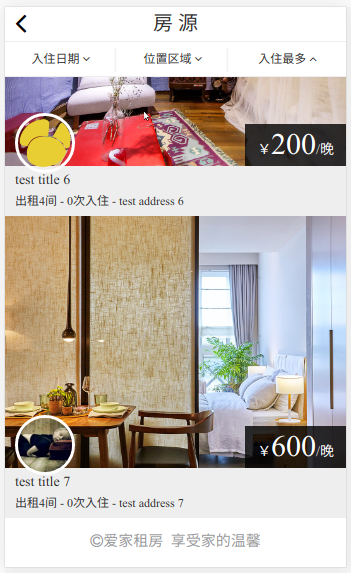 房 源
入住日期 位置区域 入住最多
¥200/晚
test title 6
出租4间 - 0次入住 - test address 6
¥600/晚
test title 7
出租4间 - 0次入住 - test address 7
©爱家租房 享受家的温馨